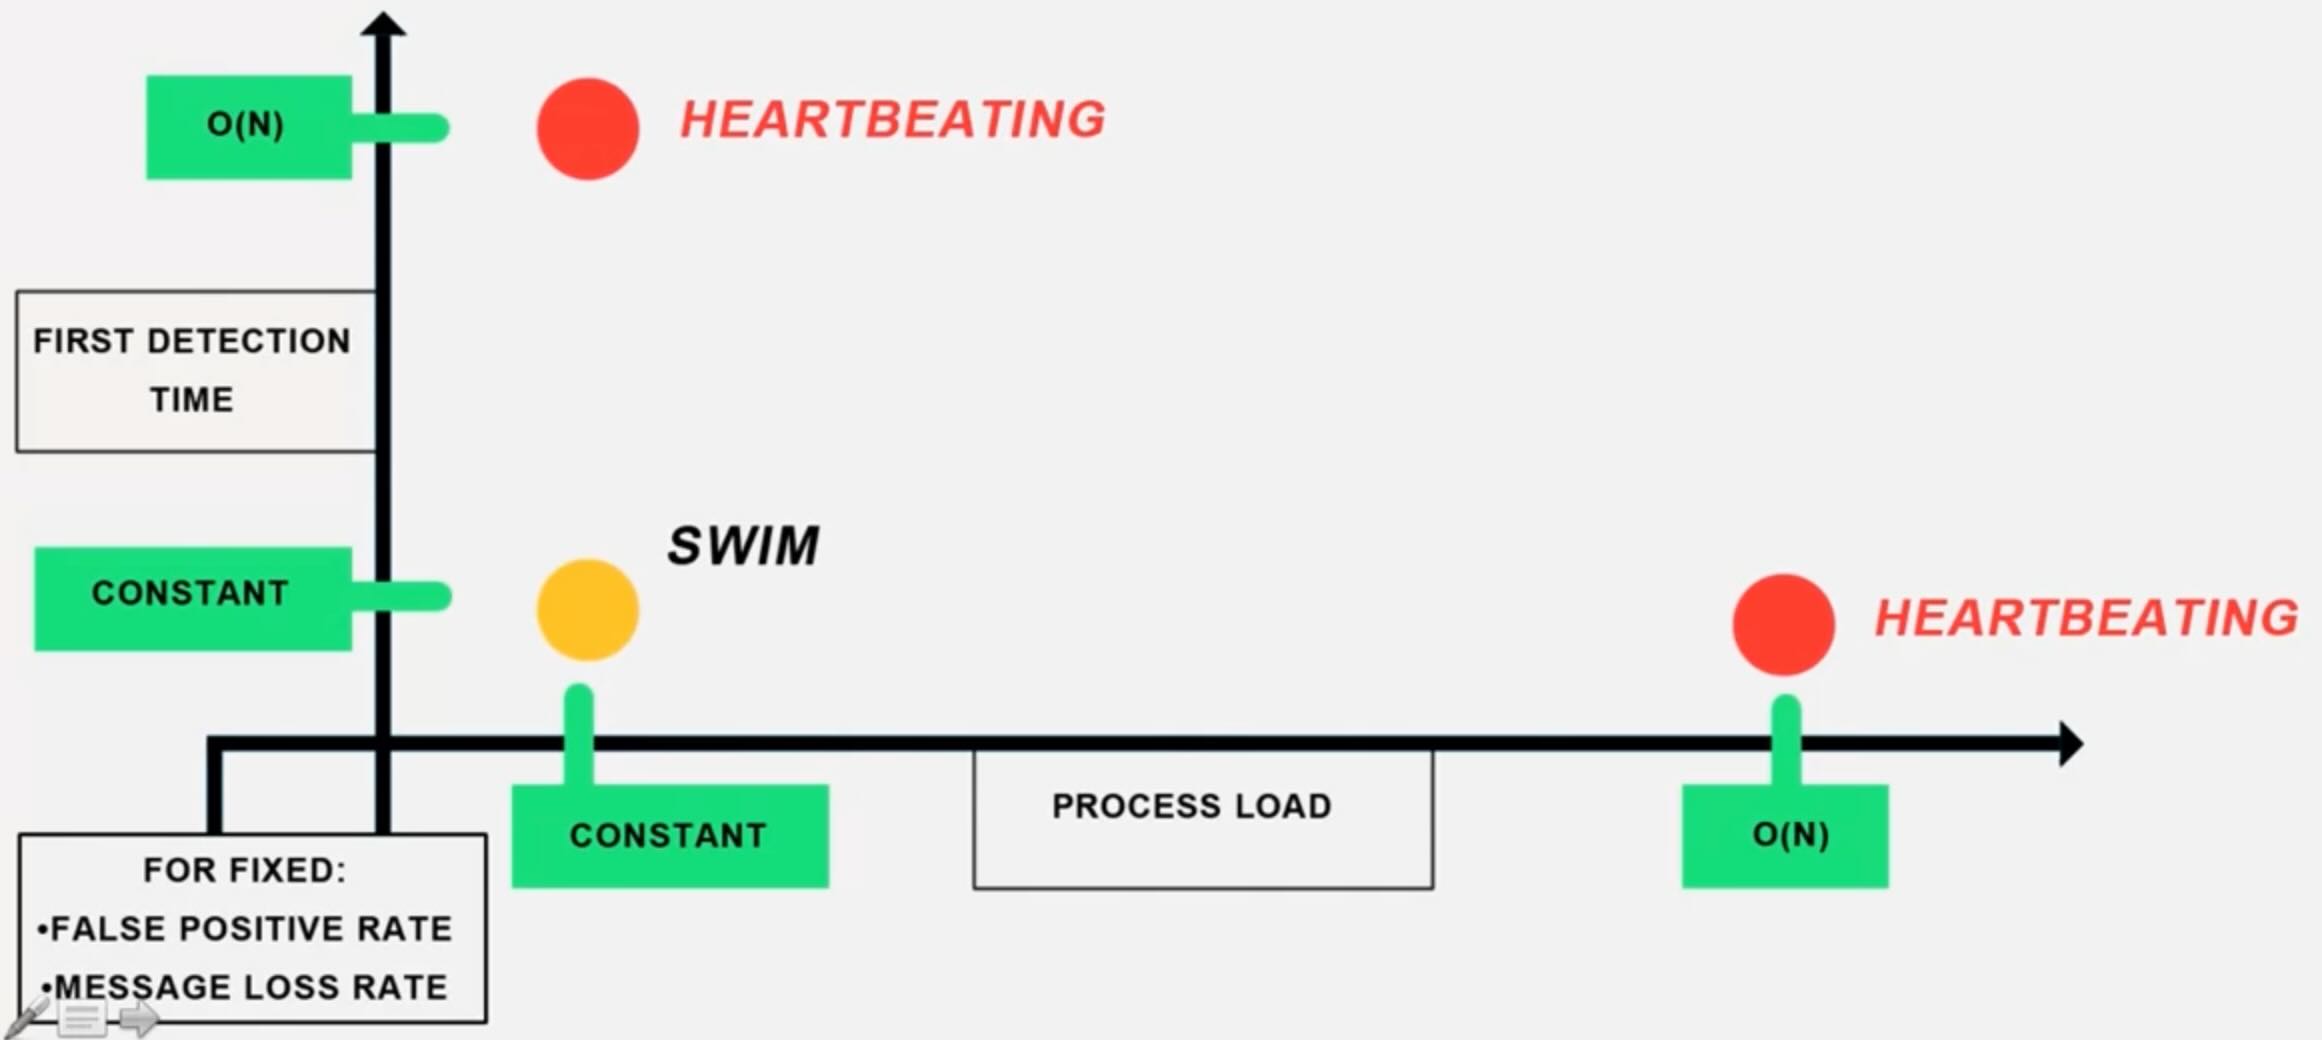 O(N)
HEARTBEATING
FIRST DETECTION
TIME
SWIM
CONSTANT
HEARTBEATING
CONSTANT
PROCESS LOAD
O(N)
FOR FIXED:
•FALSE POSITIVE RATE
•MESSAGE LOSS RATE